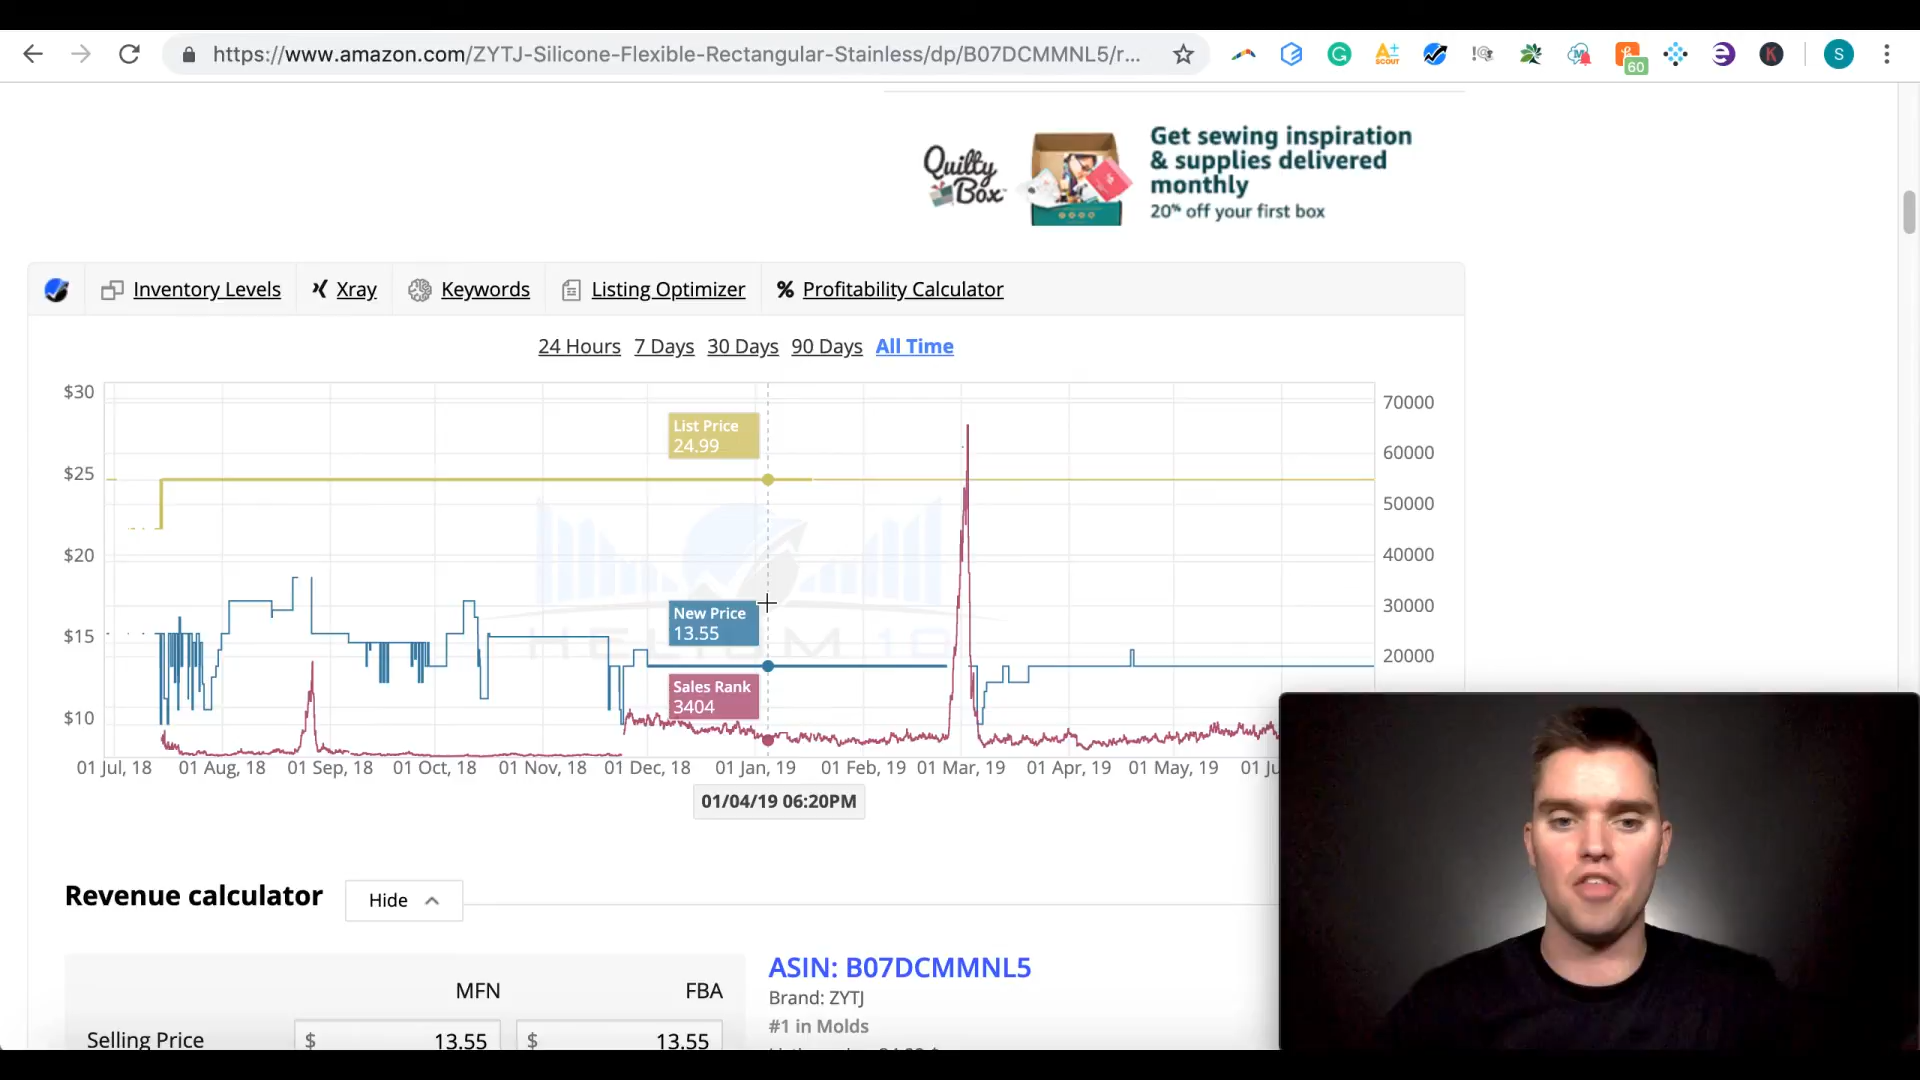 https://www.amazon.com/ZYTJ-Silicone-Flexible-Rectangular-Stainless/dp/B07DCMMNL5/r...
A+
SCOUT
60
S
K
Quilty
Box
Get sewing inspiration
& supplies delivered
monthly
20% off your first box
Inventory Levels
Xray
Keywords
Listing Optimizer
% Profitability Calculator
24 Hours 7 Days 30 Days 90 Days All Time
$30
$25
$20
$15
$10
70000
60000
50000
40000
30000
20000
List Price
24.99
New Price
13.55
Sales Rank
3404
HELIUM 10
01 Jul, 18 01 Aug, 18 01 Sep, 18 01 Oct, 18 01 Nov, 18 01 Dec, 18 01 Jan, 19 01 Feb, 19 01 Mar, 19 01 Apr, 19 01 May, 19 01 Ju
01/04/19 06:20PM
Revenue calculator
Hide
MFN FBA
Selling Price $ 13.55 $ 13.55
ASIN: B07DCMMNL5
Brand: ZYTJ
#1 in Molds